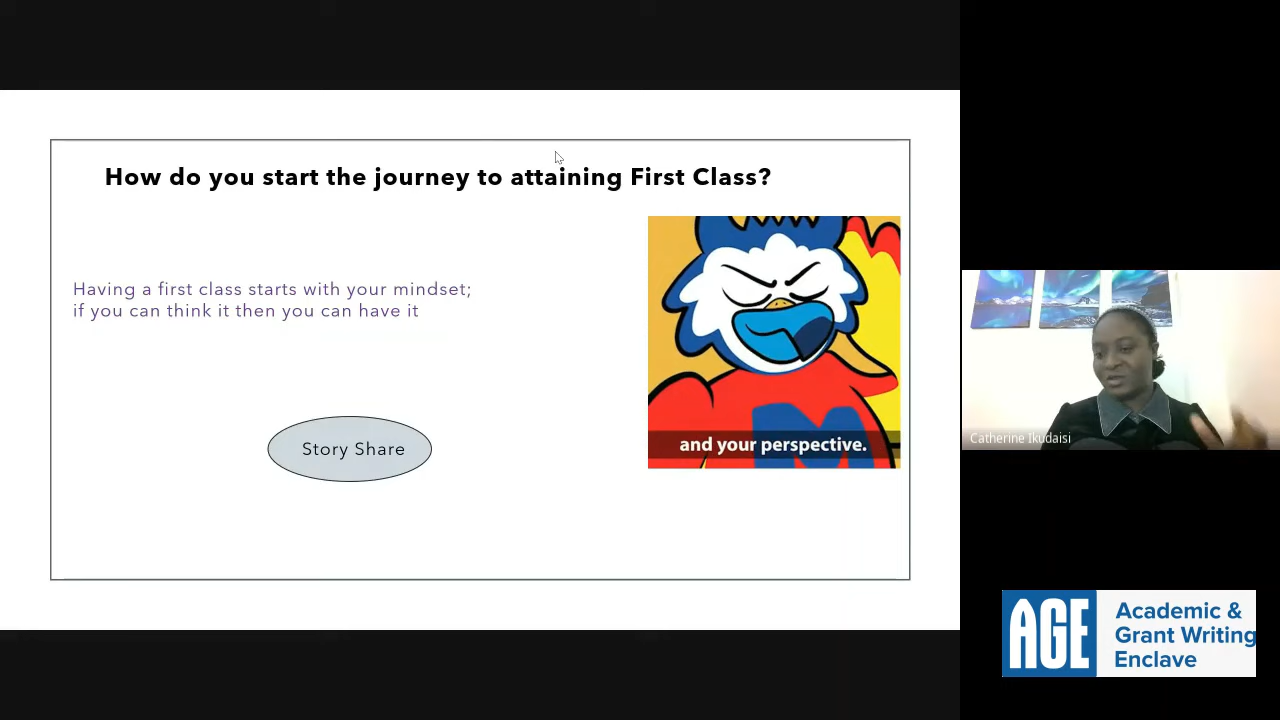 How do you start the journey to attaining First Class?
Having a first class starts with your mindset;
if you can think it then you can have it
Story Share
M
and your perspective.
Catherine Ikudaisi
AGE
Academic &
Grant Writing
Enclave